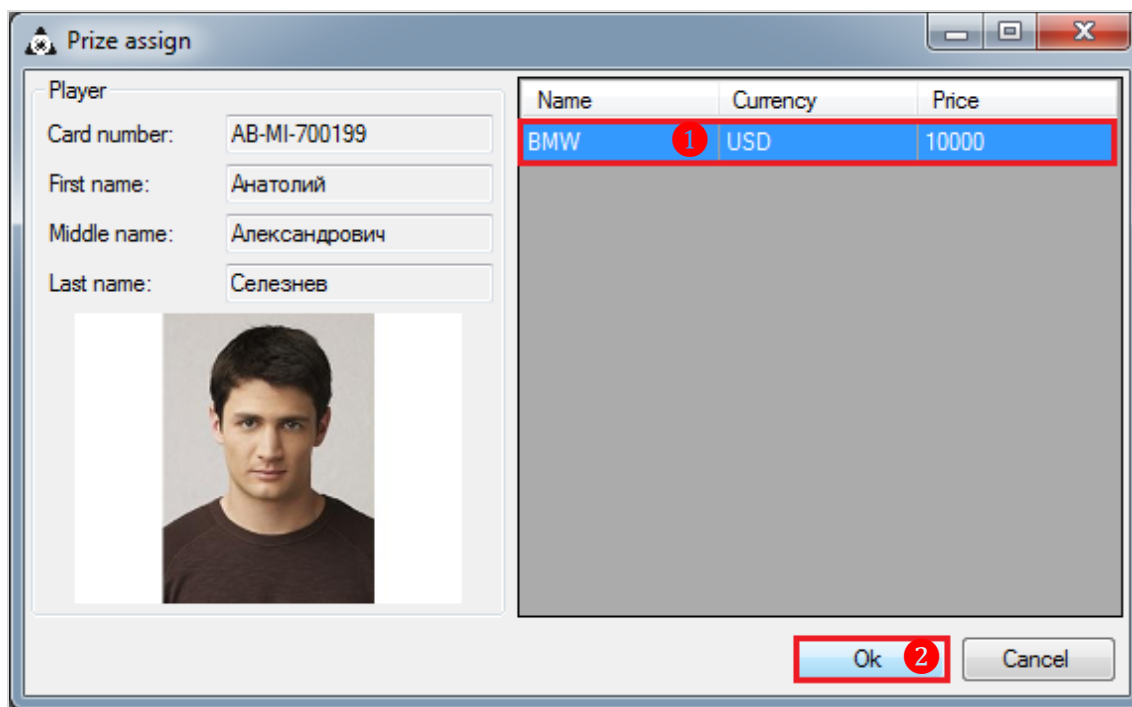 Prize assign
Player
Card number: AB-MI-700199
First name: Анатолий
Middle name: Александрович
Last name: Селезнев
Name Currency Price
BMW 1 USD 10000
Ok 2 Cancel